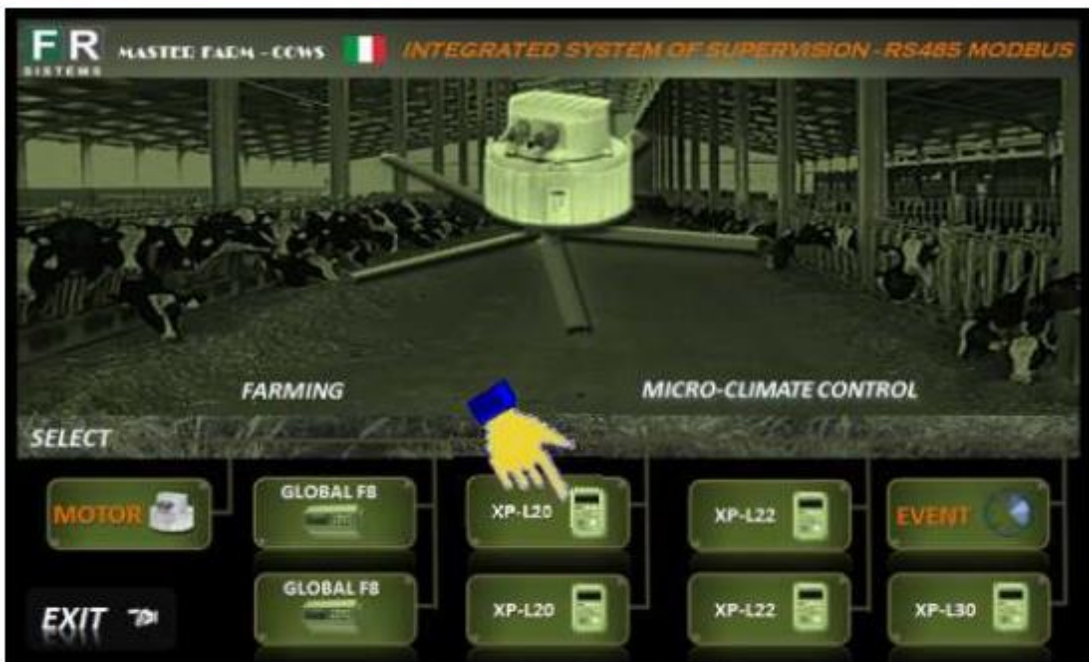 FR
SISTEMS
MASTER FARM - COWS
INTEGRATED SYSTEM OF SUPERVISION - RS485 MODBUS
FARMING
MICRO-CLIMATE CONTROL
SELECT
MOTOR
GLOBAL F8
XP-L20
XP-L22
EVENT
EXIT
GLOBAL F8
XP-L20
XP-L22
XP-L30